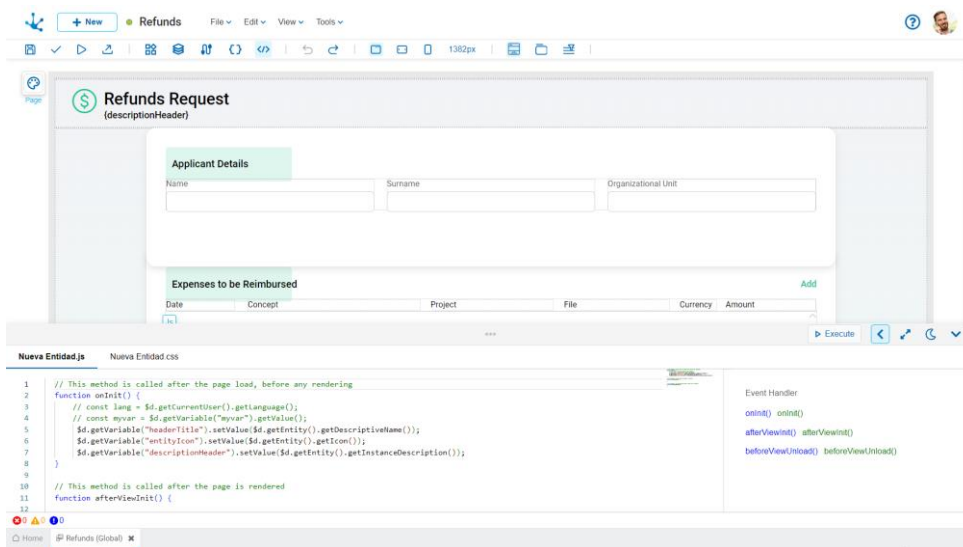 + New
Refunds
File
Edit
View
Tools
?
1382px
Page
Refunds Request
{descriptionHeader}
Applicant Details
Name Surname Organizational Unit
Expenses to be Reimbursed
Add
Date Concept Project File Currency Amount
Js
Execute
Nueva Entidad.js Nueva Entidad.css
1 // This method is called after the page load, before any rendering
2 function onInit() {
3 // const lang = $d.getCurrentUser().getLanguage();
4 // const myvar = $d.getVariable("myvar").getValue();
5 $d.getVariable("headerTitle").setValue($d.getEntity().getDescriptiveName());
6 $d.getVariable("entityIcon").setValue($d.getEntity().getIcon());
7 $d.getVariable("descriptionHeader").setValue($d.getEntity().getInstanceDescription());
8 }
9
10 // This method is called after the page is rendered
11 function afterViewInit() {
12
Event Handler
onInit() onInit()
afterViewInit() afterViewInit()
beforeViewUnload() beforeViewUnload()
0 0 0
Home Refunds (Global)